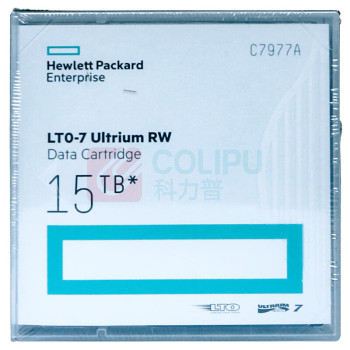 Hewlett Packard
Enterprise
C7977A
LTO-7 Ultrium RW
Data Cartridge
COLIPU
科力普
15TB*
LTO
ULTRIUM 7